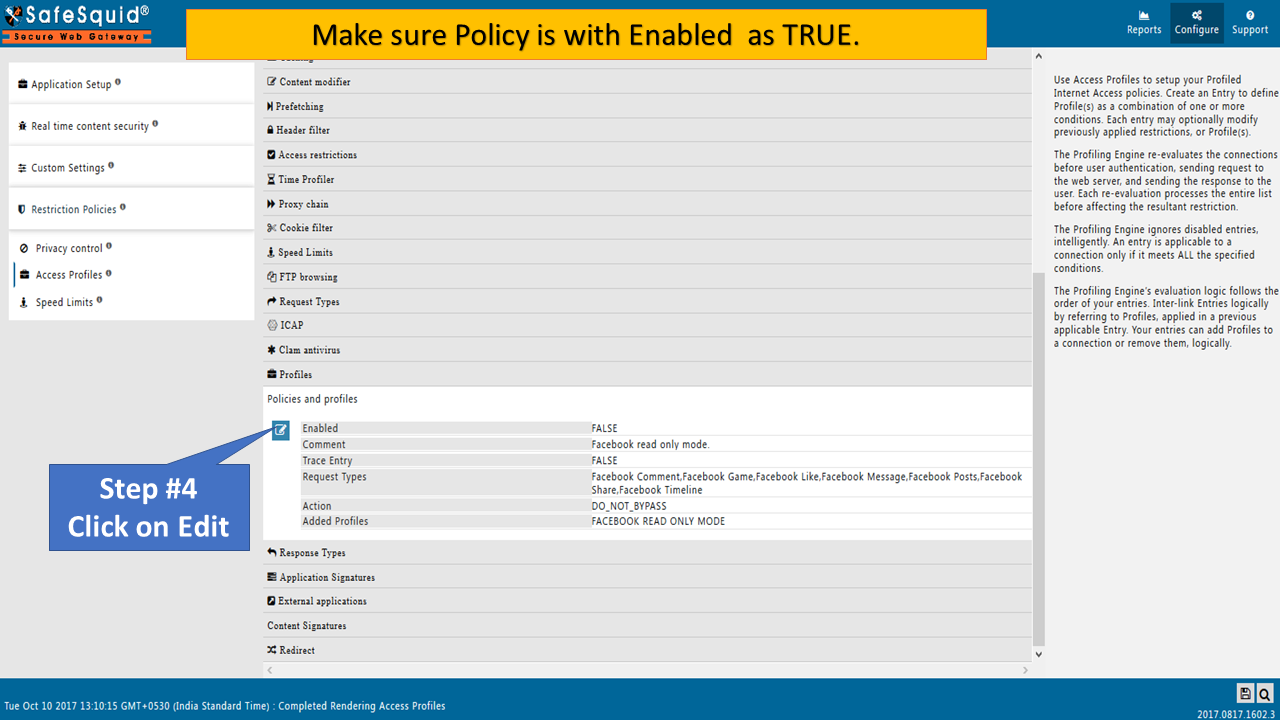 SafeSquid®
Secure Web Gateway
Make sure Policy is with Enabled as TRUE.
Reports
Configure
Support
Application Setup
Real time content security
Custom Settings
Restriction Policies
Privacy control
Access Profiles
Speed Limits
Content modifier
Prefetching
Header filter
Access restrictions
Time Profiler
Proxy chain
Cookie filter
Speed Limits
FTP browsing
Request Types
ICAP
Clam antivirus
Profiles
Policies and profiles
Enabled FALSE
Comment Facebook read only mode.
Trace Entry FALSE
Request Types Facebook Comment,Facebook Game,Facebook Like,Facebook Message,Facebook Posts,Facebook
Share,Facebook Timeline
Action DO_NOT_BYPASS
Added Profiles FACEBOOK READ ONLY MODE
Step #4
Click on Edit
Response Types
Application Signatures
External applications
Content Signatures
Redirect
Use Access Profiles to setup your Profiled
Internet Access policies. Create an Entry to define
Profile(s) as a combination of one or more
conditions. Each entry may optionally modify
previously applied restrictions, or Profile(s).
The Profiling Engine re-evaluates the connections
before user authentication, sending request to
the web server, and sending the response to the
user. Each re-evaluation processes the entire list
before affecting the resultant restriction.
The Profiling Engine ignores disabled entries,
intelligently. An entry is applicable to a
connection only if it meets ALL the specified
conditions.
The Profiling Engine's evaluation logic follows the
order of your entries. Inter-link Entries logically
by referring to Profiles, applied in a previous
applicable Entry. Your entries can add Profiles to
a connection or remove them, logically.
Tue Oct 10 2017 13:10:15 GMT+0530 (India Standard Time) : Completed Rendering Access Profiles
2017.0817.1602.3